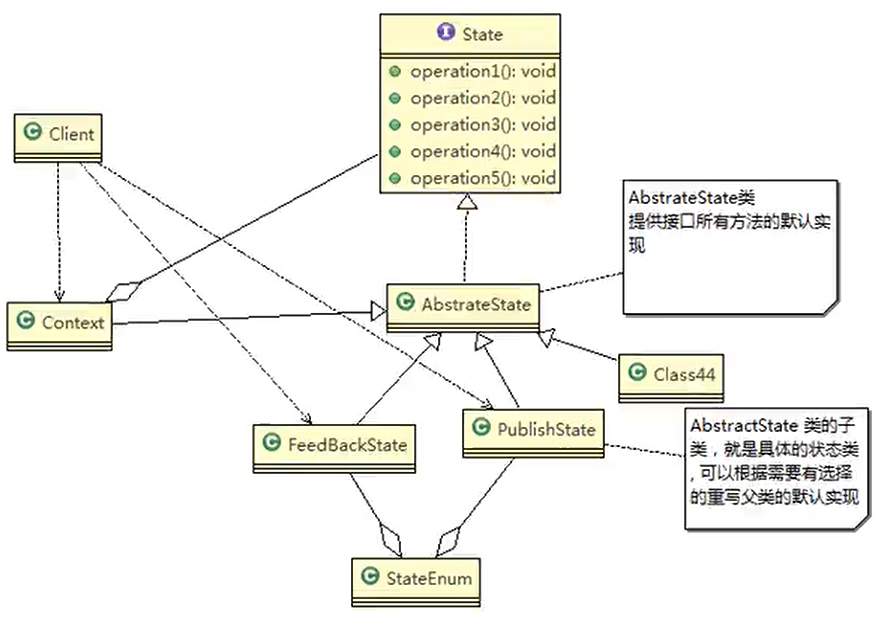 State
operation1(): void
operation2(): void
operation3(): void
operation4(): void
operation5(): void
Client
AbstrateState类
提供接口所有方法的默认实
现
AbstrateState
Context
Class44
FeedBackState
PublishState
AbstractState 类的子
类，就是具体的状态类
,可以根据需要有选择
的重写父类的默认实现
StateEnum